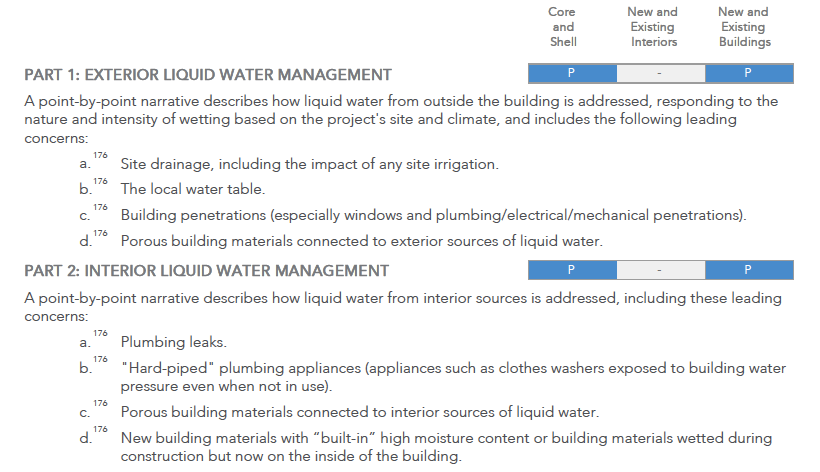 Core and Shell
New and Existing Interiors
New and Existing Buildings
PART 1: EXTERIOR LIQUID WATER MANAGEMENT P - P
A point-by-point narrative describes how liquid water from outside the building is addressed, responding to the
nature and intensity of wetting based on the project's site and climate, and includes the following leading
concerns:
a.176 Site drainage, including the impact of any site irrigation.
b.176 The local water table.
c.176 Building penetrations (especially windows and plumbing/electrical/mechanical penetrations).
d.176 Porous building materials connected to exterior sources of liquid water.
PART 2: INTERIOR LIQUID WATER MANAGEMENT P - P
A point-by-point narrative describes how liquid water from interior sources is addressed, including these leading
concerns:
a.176 Plumbing leaks.
b.176 "Hard-piped" plumbing appliances (appliances such as clothes washers exposed to building water
pressure even when not in use).
c.176 Porous building materials connected to interior sources of liquid water.
d.176 New building materials with “built-in” high moisture content or building materials wetted during
construction but now on the inside of the building.